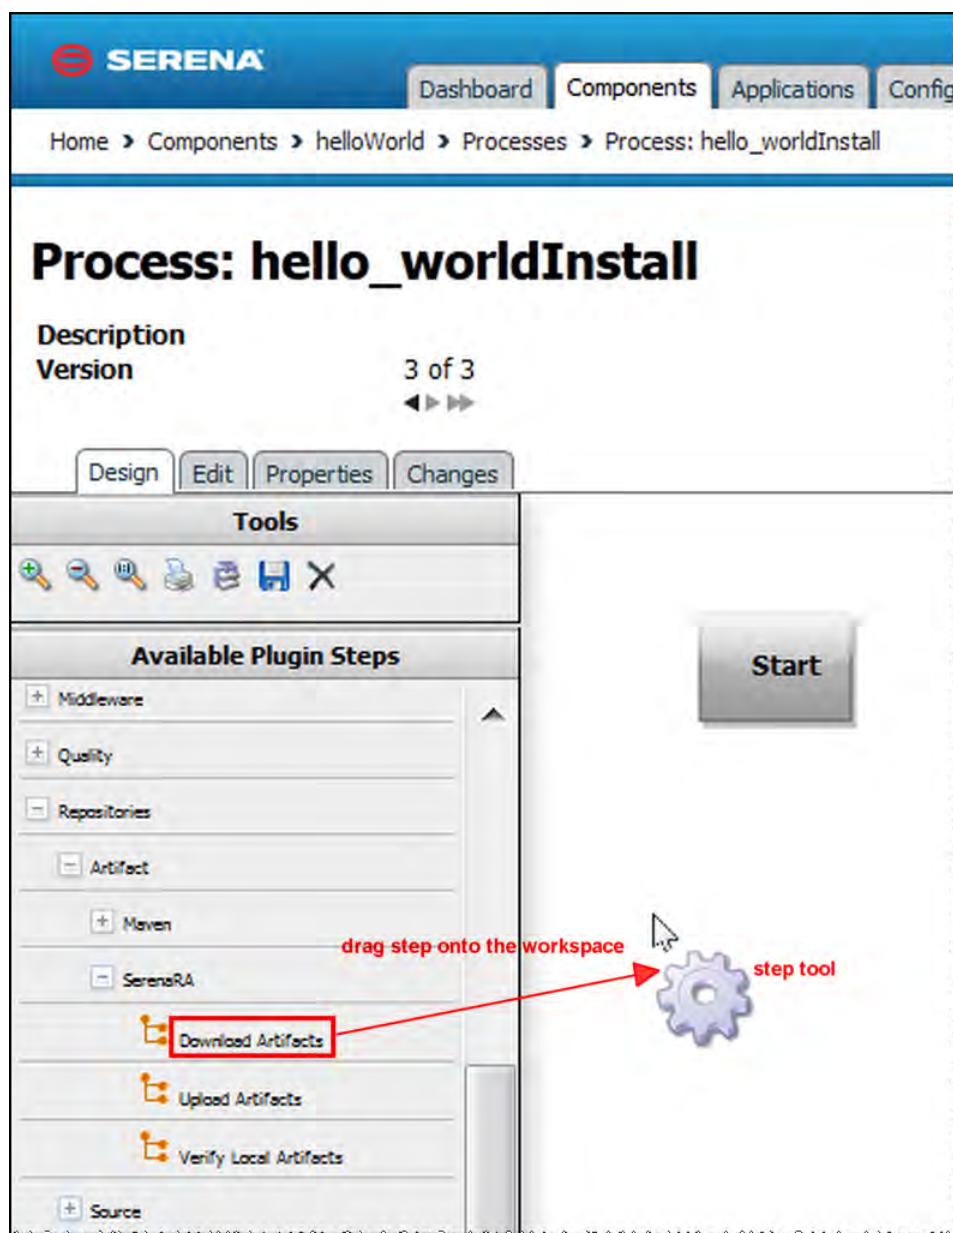 SERENA
Dashboard Components Applications Config
Home > Components > helloWorld > Processes > Process: hello_worldInstall
Process: hello_worldInstall
Description
Version 3 of 3
Design Edit Properties Changes
Tools
Available Plugin Steps
Start
Middleware
Quality
Repositories
Artifact
Maven
drag step onto the workspace
SerenaRA
step tool
Download Artifacts
Upload Artifacts
Verify Local Artifacts
Source